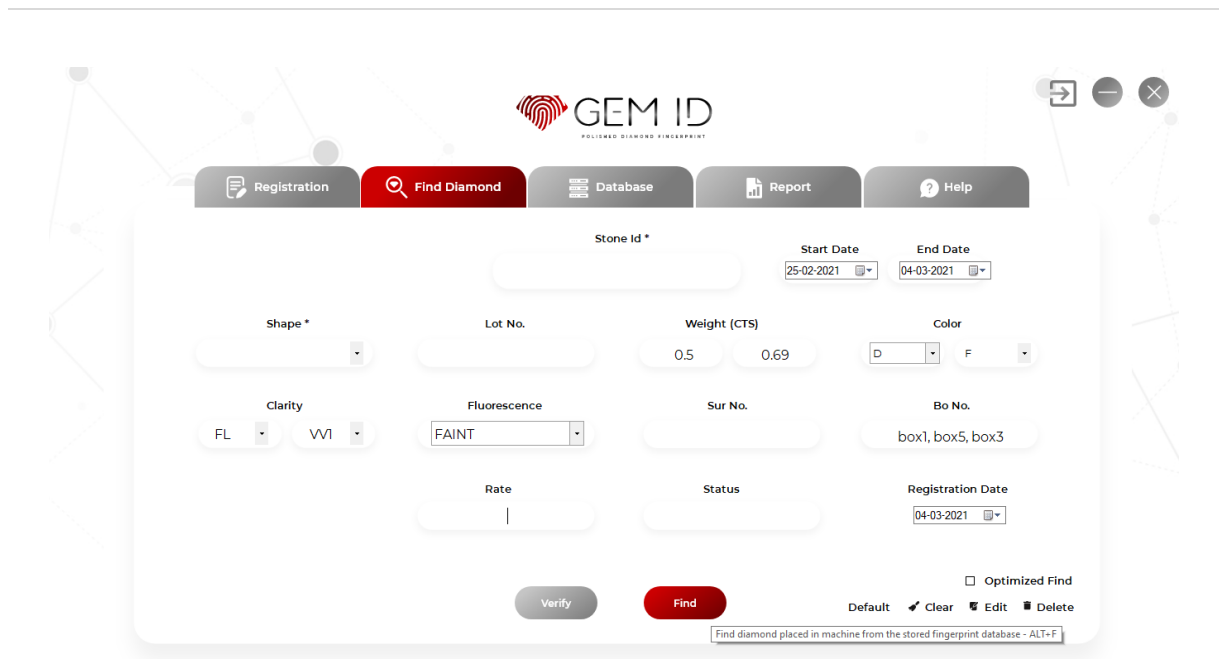 GEM ID
POLISHED DIAMOND FINGERPRINT
Registration Find Diamond Database Report ? Help
Stone Id *
Start Date End Date
25-02-2021 04-03-2021
Shape * Lot No. Weight (CTS) Color
0.5 0.69 D F
Clarity Fluorescence Sur No. Bo No.
FL VV1 FAINT box1, box5, box3
Rate Status Registration Date
04-03-2021
Optimized Find
Verify Find Default Clear Edit Delete
Find diamond placed in machine from the stored fingerprint database - ALT+F